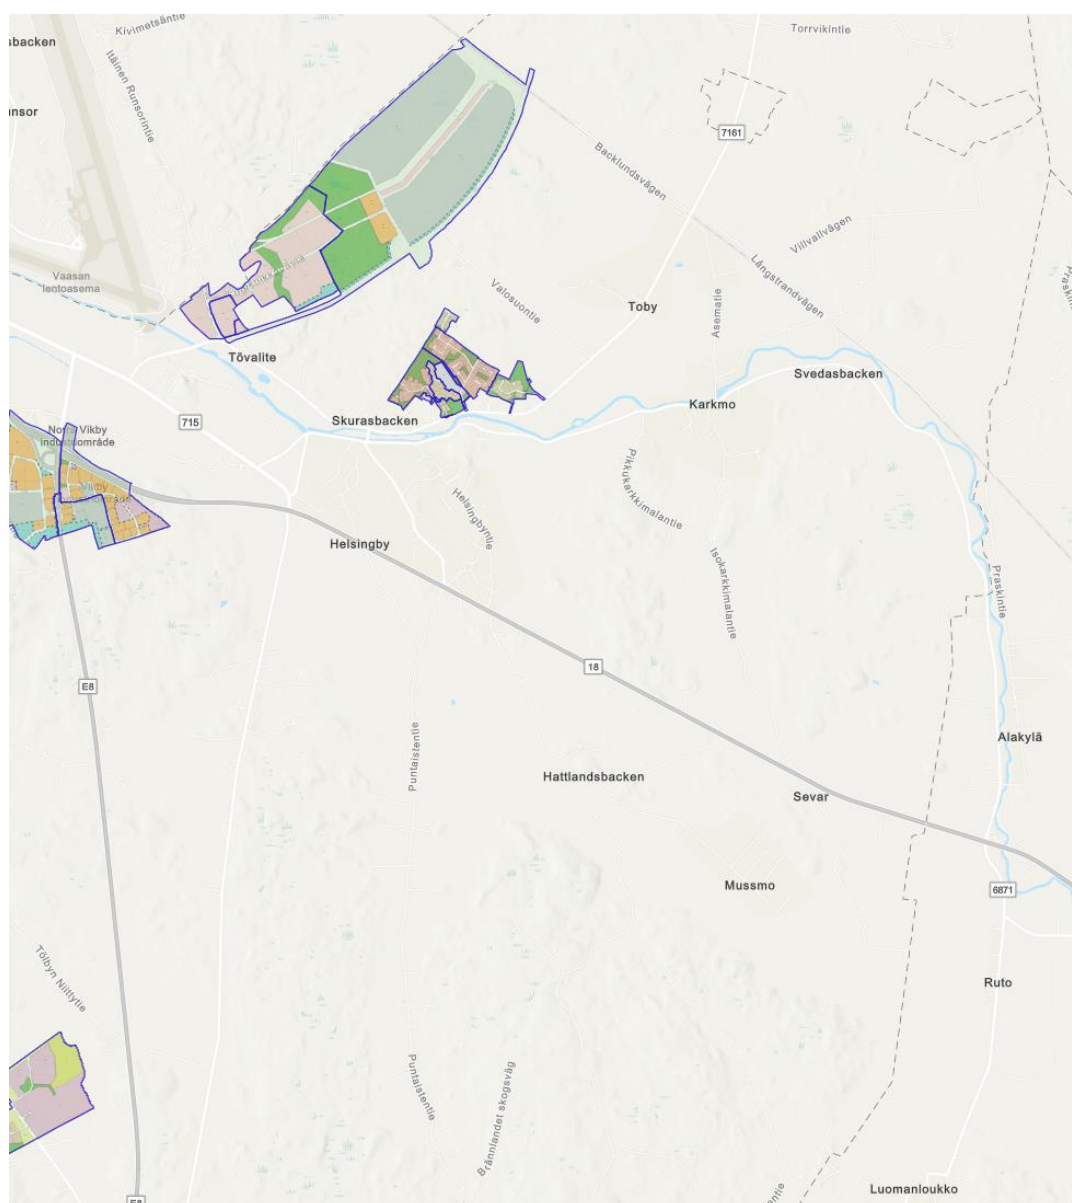 Kivimetsäntie
sbacken
Itäinen Runsorintie
Torrvikintie
nsor
7161
Backlundsvägen
Villvallvägen
Långstrandvägen
Vaasan
lentoasema
Valosuontie
Toby
Asematie
Tövalite
Svedasbacken
Karkmo
715
Skurasbacken
Vikby
industriområde
Pikkukarkkimalantie
Helsingbyntie
Helsingby
Isokarkkimalantie
Praskintie
18
E8
Puntaistentie
Alakylä
Hattlandsbacken
Sevar
Mussmo
6871
Tölbyn Niittytie
Ruto
Puntaistentie
Brännlandet skogsväg
Luomanloukko
E8